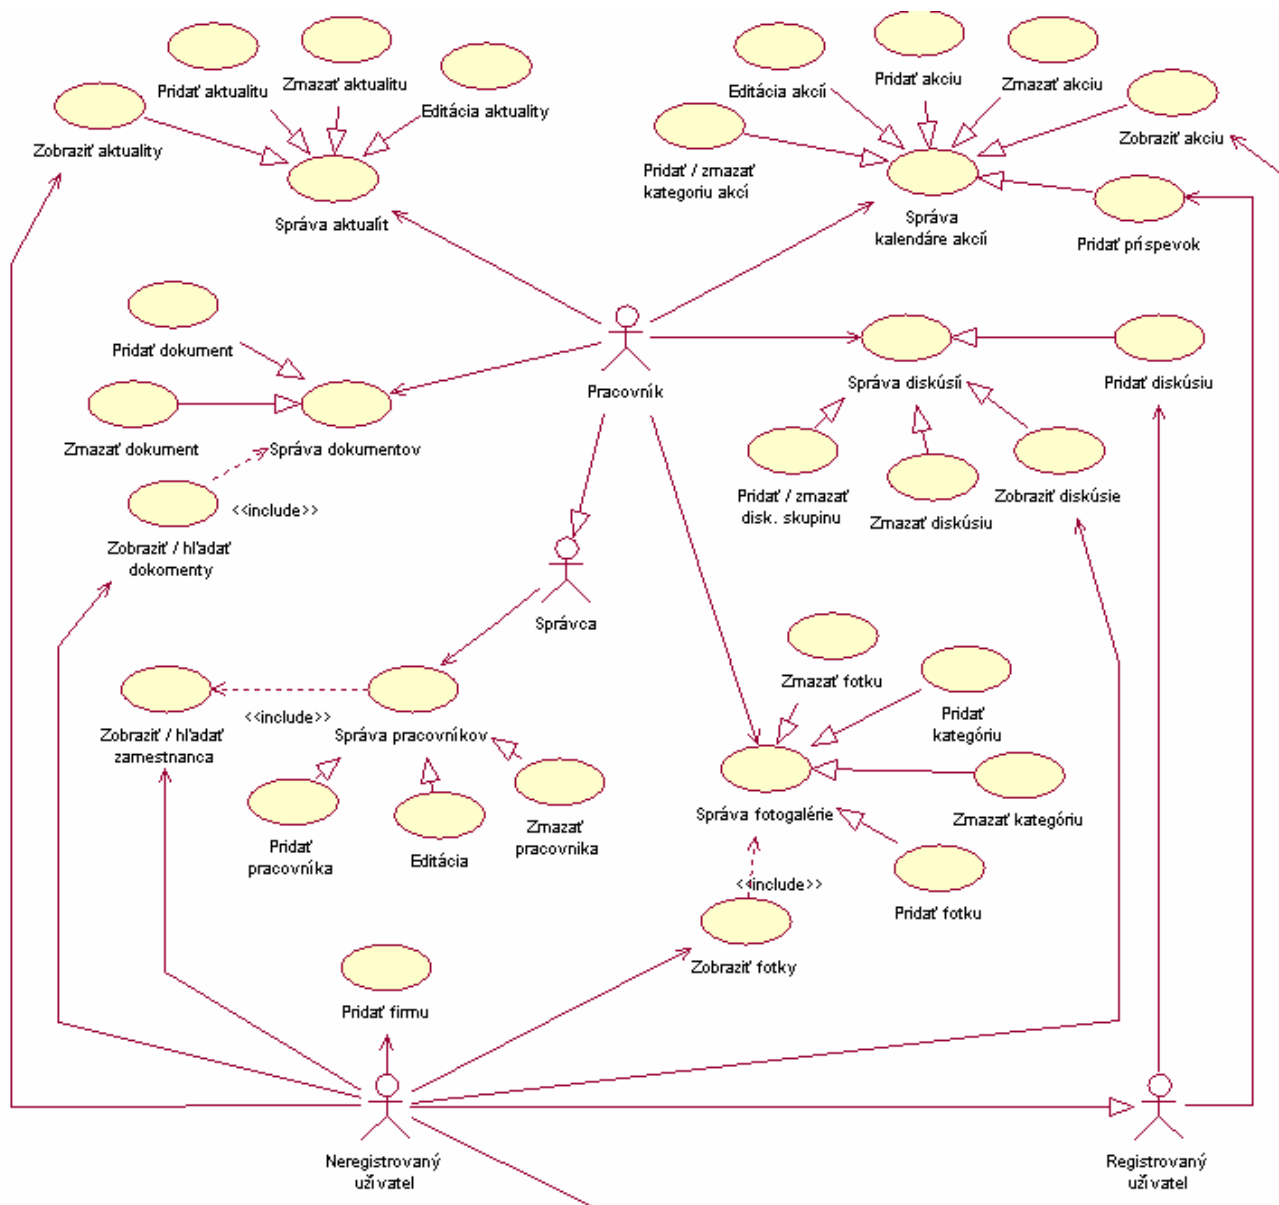 Pridať aktualitu
Zmazať aktualitu
Editácia aktuality
Zobraziť aktuality
Správa aktualít
Editácia akcií
Pridať akciu
Zmazať akciu
Zobraziť akciu
Pridať / zmazať
kategoriu akcí
Správa
kalendáre akcií
Pridať príspevok
Pridať dokument
Zmazať dokument
Správa dokumentov
<<include>>
Zobraziť / hľadať
dokomenty
Pracovník
Správa diskúsií
Pridať diskúsiu
Pridať / zmazať
disk. skupinu
Zmazať diskúsiu
Zobraziť diskúsie
Správca
Zobraziť / hľadať
zamestnanca
<<include>>
Správa pracovníkov
Pridať
pracovníka
Editácia
Zmazať
pracovnika
Zmazať fotku
Pridať
kategóriu
Správa fotogalérie
Zmazať kategóriu
<<include>>
Pridať fotku
Zobraziť fotky
Pridať firmu
Neregistrovaný
užívatel
Registrovaný
užívatel